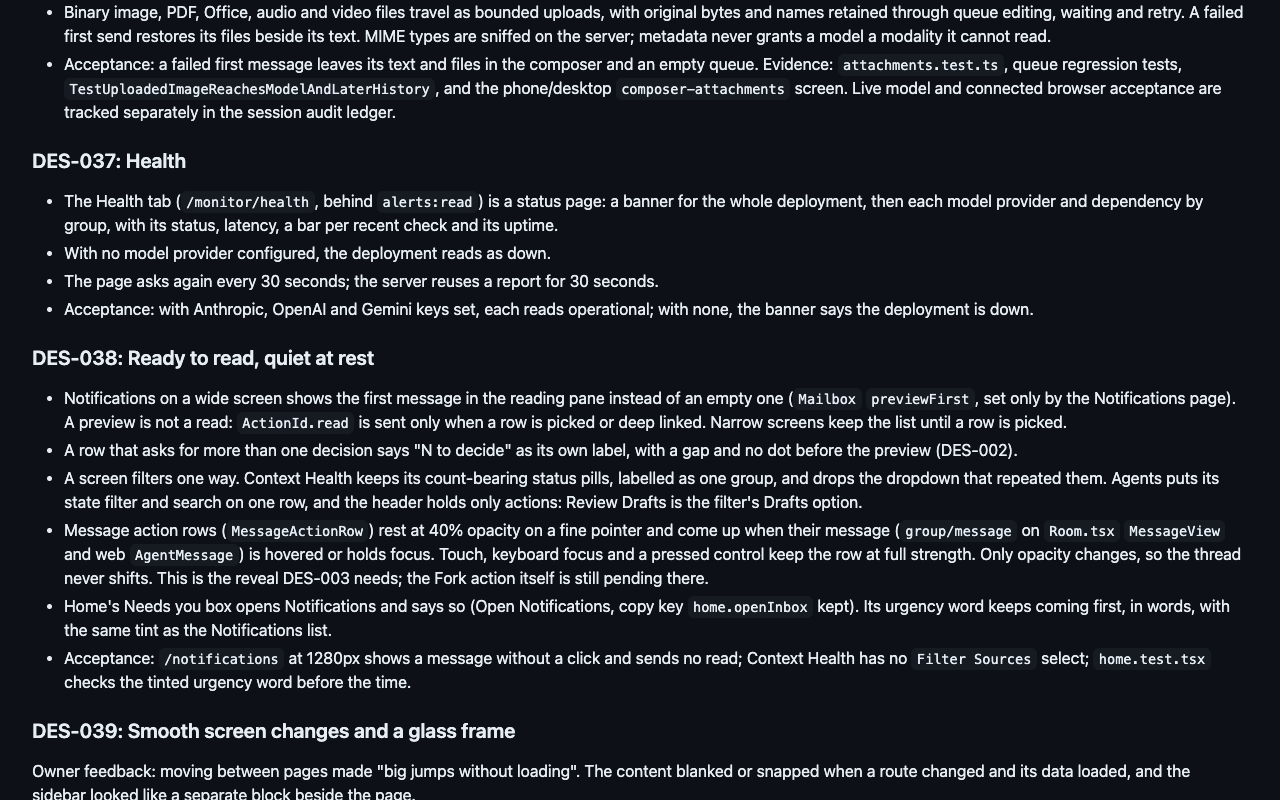 • Binary image, PDF, Office, audio and video files travel as bounded uploads, with original bytes and names retained through queue editing, waiting and retry. A failed
first send restores its files beside its text. MIME types are sniffed on the server; metadata never grants a model a modality it cannot read.
• Acceptance: a failed first message leaves its text and files in the composer and an empty queue. Evidence: attachments.test.ts, queue regression tests,
TestUploadedImageReachesModelAndLaterHistory, and the phone/desktop composer-attachments screen. Live model and connected browser acceptance are
tracked separately in the session audit ledger.
DES-037: Health
• The Health tab (/monitor/health, behind alerts:read) is a status page: a banner for the whole deployment, then each model provider and dependency by
group, with its status, latency, a bar per recent check and its uptime.
• With no model provider configured, the deployment reads as down.
• The page asks again every 30 seconds; the server reuses a report for 30 seconds.
• Acceptance: with Anthropic, OpenAI and Gemini keys set, each reads operational; with none, the banner says the deployment is down.
DES-038: Ready to read, quiet at rest
• Notifications on a wide screen shows the first message in the reading pane instead of an empty one (Mailbox previewFirst, set only by the Notifications page).
A preview is not a read: ActionId.read is sent only when a row is picked or deep linked. Narrow screens keep the list until a row is picked.
• A row that asks for more than one decision says "N to decide" as its own label, with a gap and no dot before the preview (DES-002).
• A screen filters one way. Context Health keeps its count-bearing status pills, labelled as one group, and drops the dropdown that repeated them. Agents puts its
state filter and search on one row, and the header holds only actions: Review Drafts is the filter's Drafts option.
• Message action rows (MessageActionRow) rest at 40% opacity on a fine pointer and come up when their message (group/message on Room.tsx MessageView
and web AgentMessage) is hovered or holds focus. Touch, keyboard focus and a pressed control keep the row at full strength. Only opacity changes, so the thread
never shifts. This is the reveal DES-003 needs; the Fork action itself is still pending there.
• Home's Needs you box opens Notifications and says so (Open Notifications, copy key home.openInbox kept). Its urgency word keeps coming first, in words, with
the same tint as the Notifications list.
• Acceptance: /notifications at 1280px shows a message without a click and sends no read; Context Health has no Filter Sources select; home.test.tsx
checks the tinted urgency word before the time.
DES-039: Smooth screen changes and a glass frame
Owner feedback: moving between pages made "big jumps without loading". The content blanked or snapped when a route changed and its data loaded, and the
sidebar looked like a separate block beside the page.